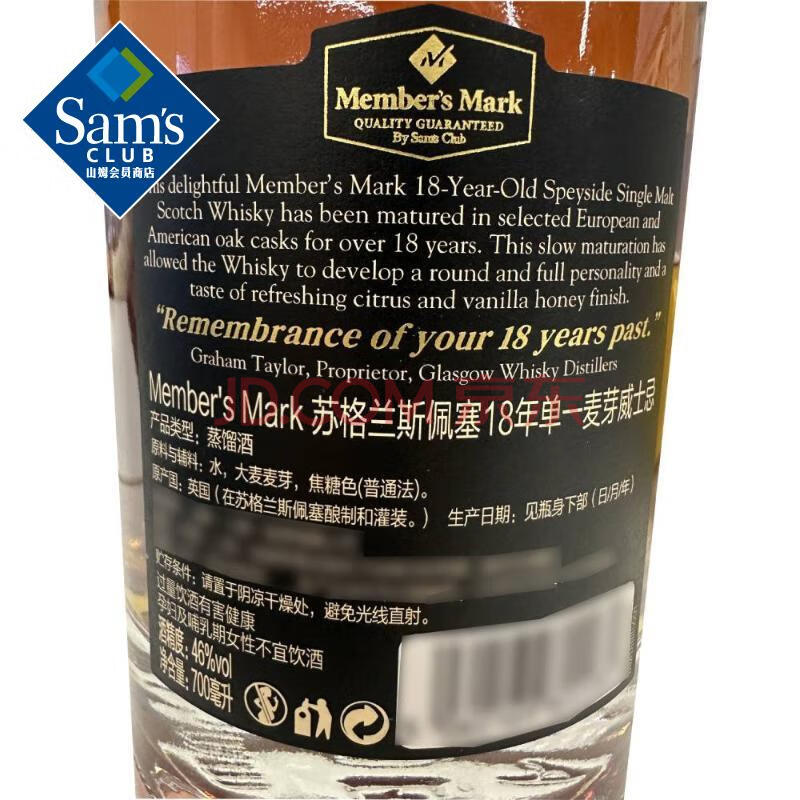 Sam's
CLUB
山姆会员商店
Member's Mark
QUALITY GUARANTEED
By Sam's Club
delightful Member's Mark 18-Year-Old Speyside Single Malt
Scotch Whisky has been matured in selected European and
American oak casks for over 18 years. This slow maturation has
allowed the Whisky to develop a round and full personality and a
taste of refreshing citrus and vanilla honey finish.
"Remembrance of your 18 years past."
Graham Taylor, Proprietor, Glasgow Whisky Distillers
JD.COM 京东
Member's Mark 苏格兰斯佩塞18年单一麦芽威士忌
产品类型：蒸馏酒
原料与辅料：水，大麦麦芽，焦糖色(普通法)。
原产国：英国（在苏格兰斯佩塞酿制和灌装。） 生产日期：见瓶身下部（日/月/年）
贮存条件：请置于阴凉干燥处，避免光线直射。
过量饮酒有害健康
孕妇及哺乳期女性不宜饮酒
酒精度：46%vol
净含量：700毫升